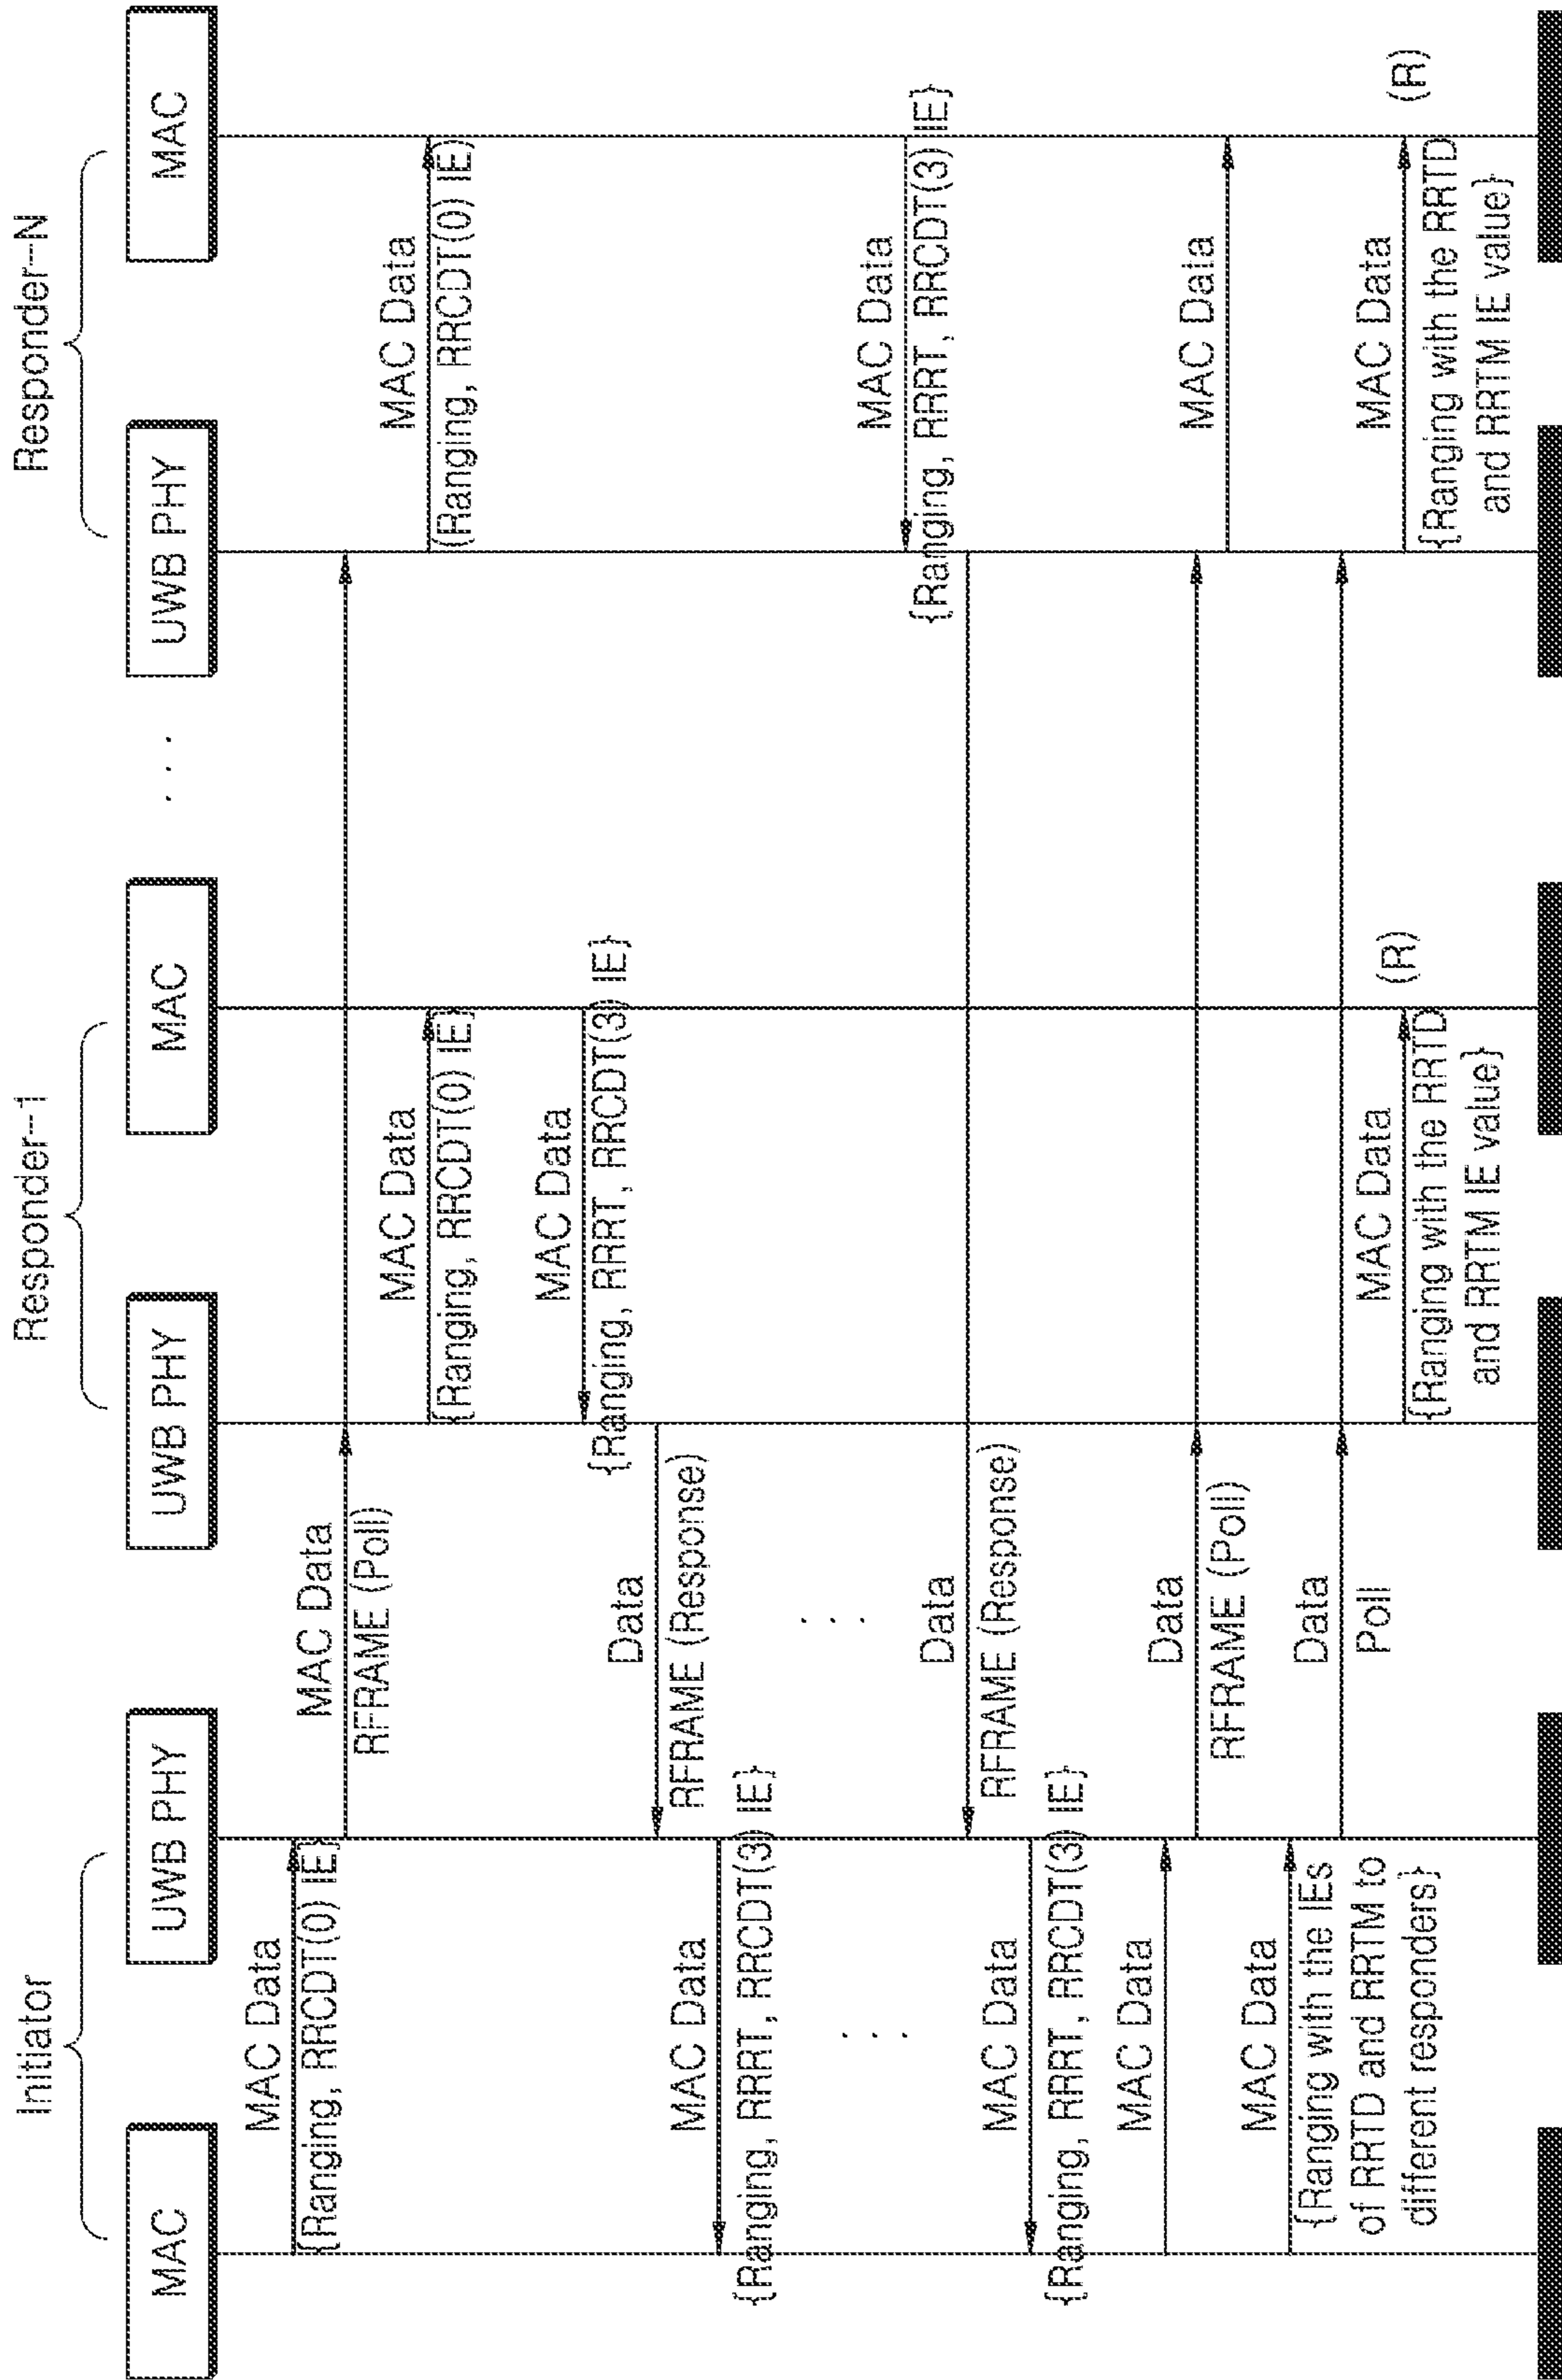 Initiator
Responder-1
Responder-N
MAC
UWB PHY
UWB PHY
MAC
. . .
UWB PHY
MAC
MAC Data
{Ranging, RRCDT(0) IE}
MAC Data
RFRAME (Poll)
MAC Data
{Ranging, RRCDT(0) IE}
MAC Data
{Ranging, RRCDT(0) IE}
MAC Data
{Ranging, RRRT, RRCDT(3) IE}
Data
RFRAME (Response)
MAC Data
{Ranging, RRRT, RRCDT(3) IE}
. . .
. . .
MAC Data
{Ranging, RRRT, RRCDT(3) IE}
Data
RFRAME (Response)
MAC Data
{Ranging, RRRT, RRCDT(3) IE}
MAC Data
Data
RFRAME (Poll)
MAC Data
MAC Data
{Ranging with the IEs
of RRTD and RRTM to
different responders}
Data
Poll
MAC Data
(R)
{Ranging with the RRTD
and RRTM IE value}
MAC Data
(R)
{Ranging with the RRTD
and RRTM IE value}